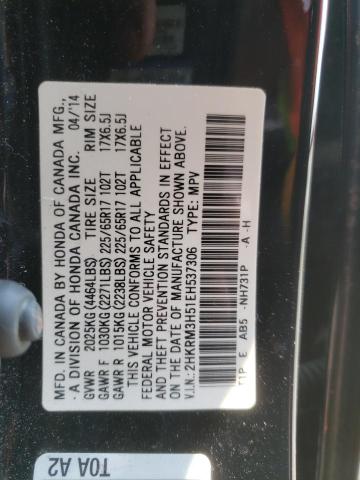 MFD. IN CANADA BY HONDA OF CANADA MFG.,
- A DIVISION OF HONDA CANADA INC. 04/'14
GVWR 2025KG (4464LBS) TIRE SIZE RIM SIZE
GAWR F 1030KG (2271LBS) 225/65R17 102T 17X6.5J
GAWR R 1015KG (2238LBS) 225/65R17 102T 17X6.5J
THIS VEHICLE CONFORMS TO ALL APPLICABLE
FEDERAL MOTOR VEHICLE SAFETY
AND THEFT PREVENTION STANDARDS IN EFFECT
ON THE DATE OF MANUFACTURE SHOWN ABOVE.
V.I.N.: 2HKRM3H51EH537306 TYPE: MPV
T1P E AB5 -NH731P -A -H
T0A A2